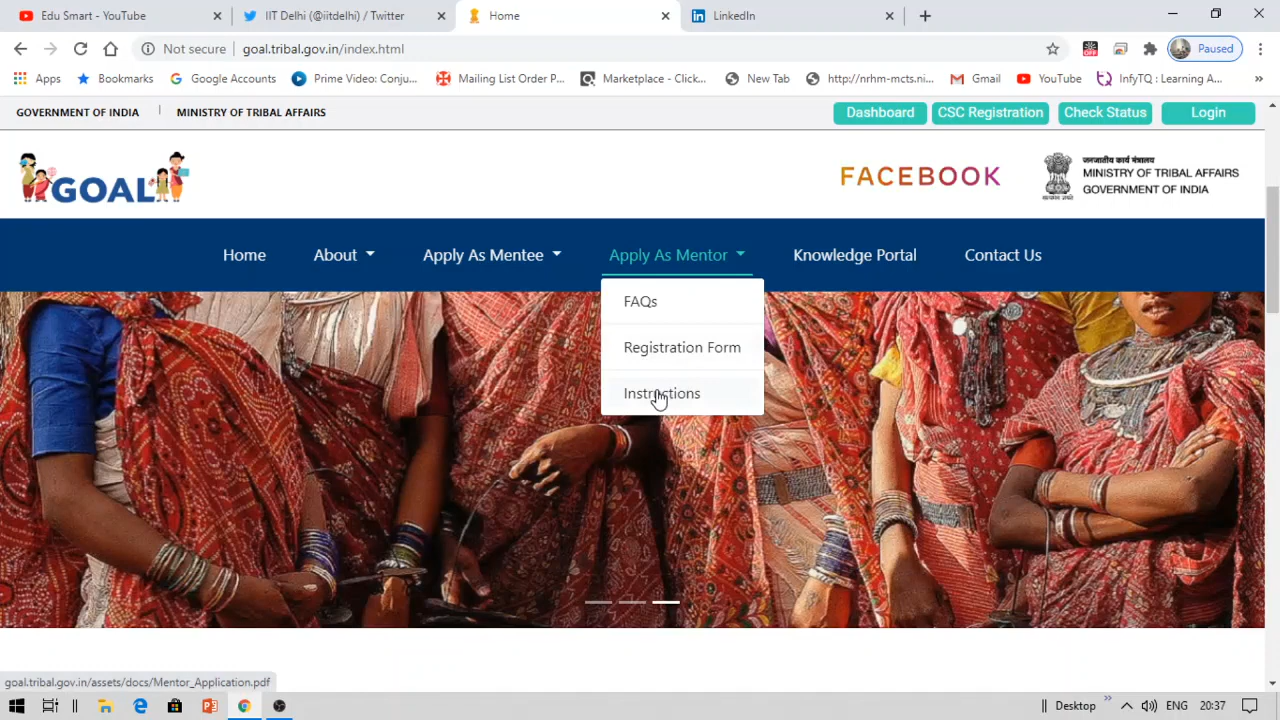 Edu Smart - YouTube
IIT Delhi (@iitdelhi) / Twitter
Home
LinkedIn
Not secure
goal.tribal.gov.in/index.html
OFF
Paused
Apps
Bookmarks
Google Accounts
Prime Video: Conju...
Mailing List Order P...
Marketplace - Click...
New Tab
http://nrhm-mcts.ni...
Gmail
YouTube
InfyTQ : Learning A...
»
GOVERNMENT OF INDIA
MINISTRY OF TRIBAL AFFAIRS
Dashboard
CSC Registration
Check Status
Login
GOAL
FACEBOOK
जनजातीय कार्य मंत्रालय
MINISTRY OF TRIBAL AFFAIRS
GOVERNMENT OF INDIA
Home
About
Apply As Mentee
Apply As Mentor
Knowledge Portal
Contact Us
FAQs
Registration Form
Instructions
goal.tribal.gov.in/assets/docs/Mentor_Application.pdf
Desktop
»
ENG
20:37